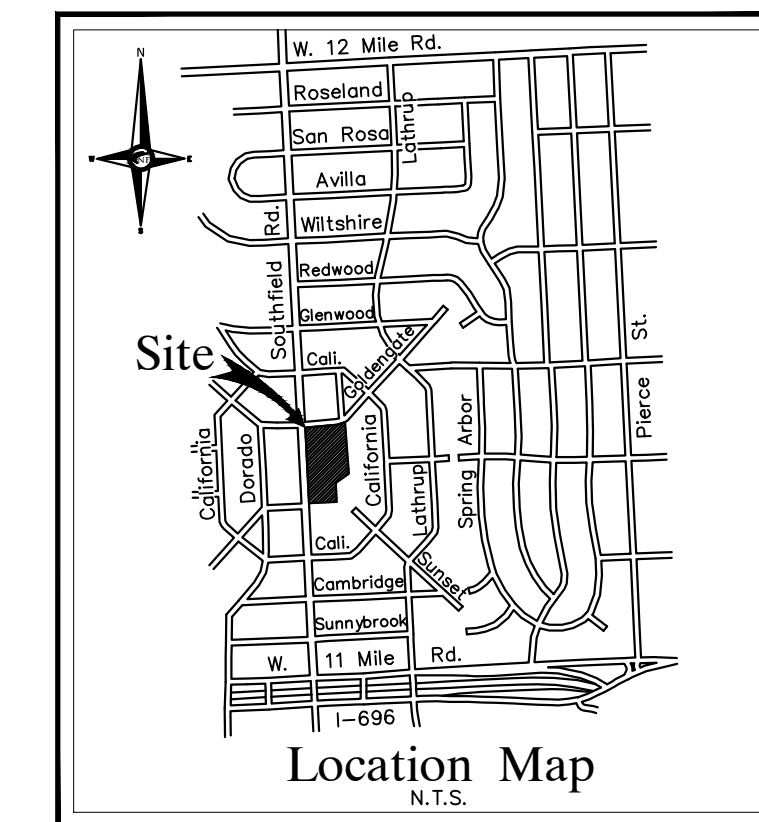 N
W. 12 Mile Rd.
Roseland
Lathrup
San Rosa
W
NF
E
Avilla
S
Rd.
Wiltshire
Southfield
Redwood
Glenwood
St.
Site
Cali.
Goldengate
Pierce
California
Dorado
California
Arbor
Spring
Lathrup
Cali.
Sunset
Cambridge
Sunnybrook
W. 11 Mile Rd.
I-696
Location Map
N.T.S.